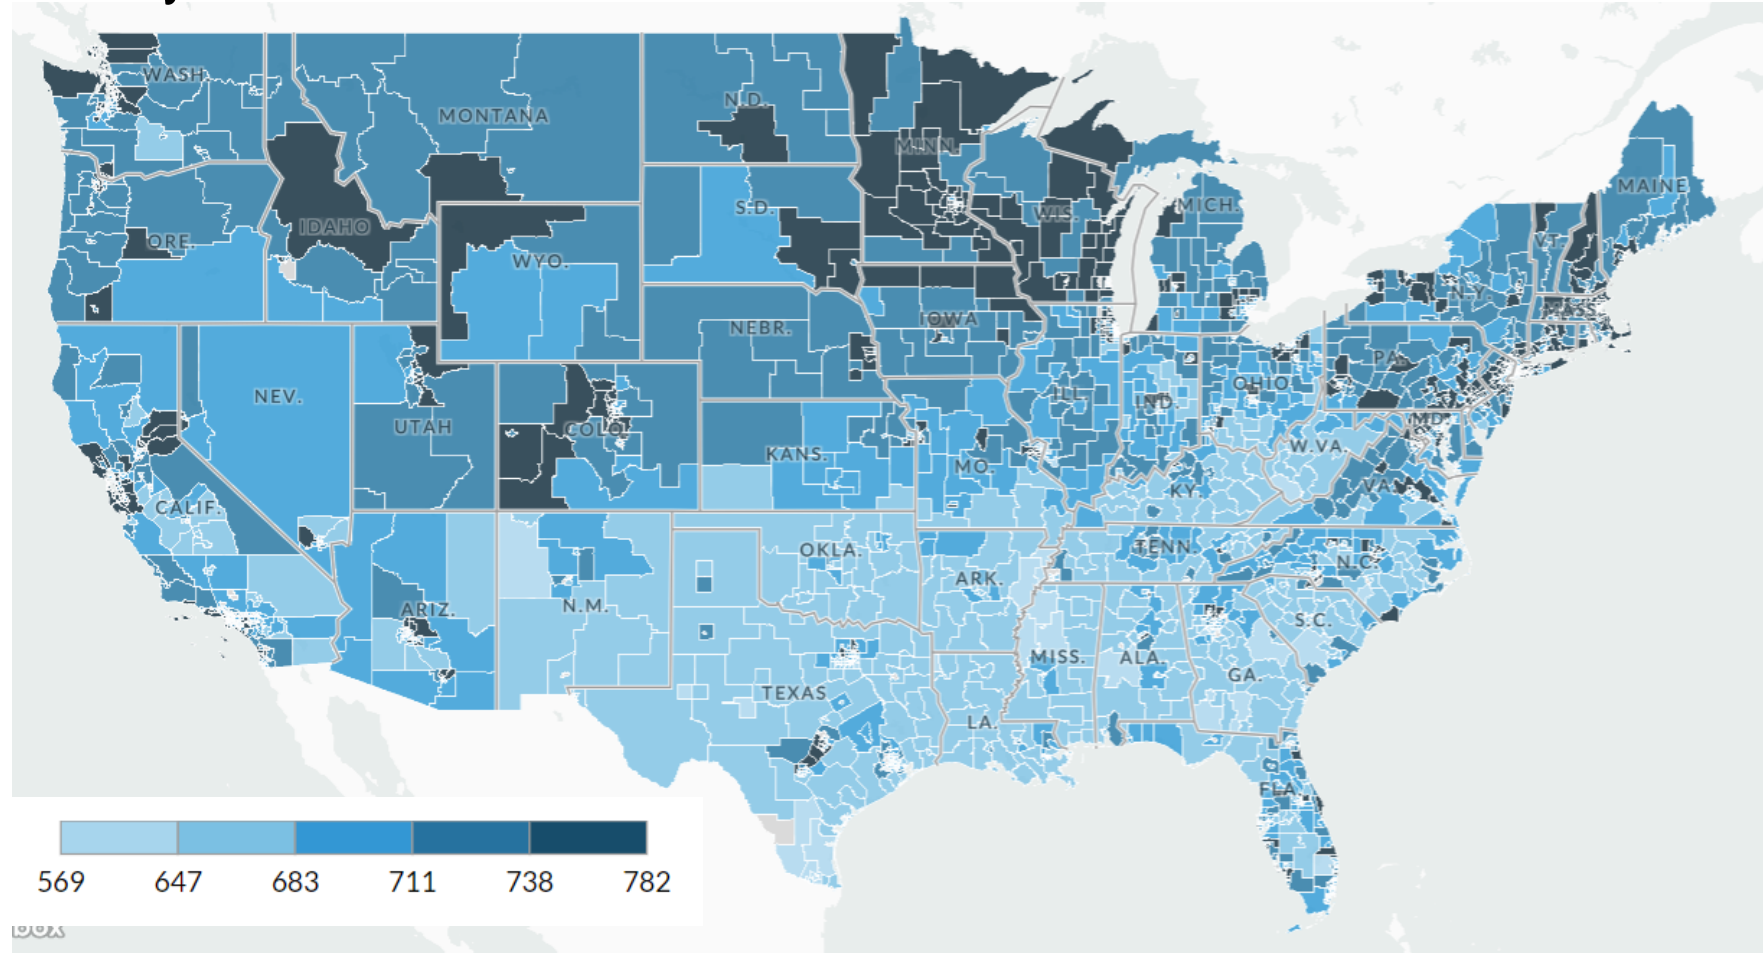 WASH.
MONTANA
N.D.
MINN.
MAINE
ORE.
IDAHO
S.D.
WIS.
MICH.
VT.
WYO.
N.Y.
MASS.
NEBR.
IOWA
PA.
NEV.
UTAH
COLO.
ILL.
IND.
OHIO
MD.
CALIF.
KANS.
MO.
KY.
W.VA.
VA.
ARIZ.
N.M.
OKLA.
ARK.
TENN.
N.C.
S.C.
TEXAS
LA.
MISS.
ALA.
GA.
FLA.
569 647 683 711 738 782
box